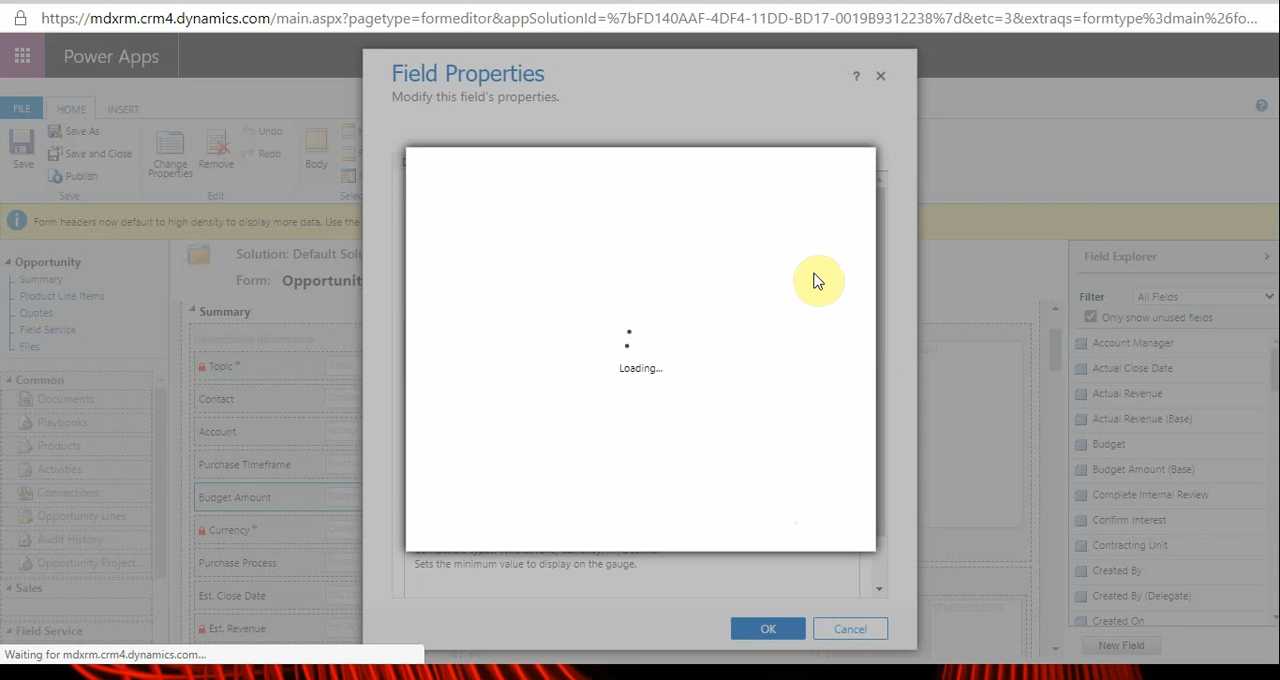 https://mdxrm.crm4.dynamics.com/main.aspx?pagetype=formeditor&appSolutionId=%7bFD140AAF-4DF4-11DD-BD17-0019B9312238%7d&etc=3&extraqs=formtype%3dmain%26fo...
Power Apps
Field Properties
Modify this field's properties.
? ×
FILE HOME INSERT
Save
Save As
Save and Close
Publish
Save
Change Properties
Remove
Edit
Undo
Redo
Body
Selec
Form headers now default to high density to display more data. Use the
Opportunity
Summary
Product Line Items
Quotes
Field Service
Files
Common
Documents
Playbooks
Products
Activities
Connections
Opportunity Lines
Audit History
Opportunity Project...
Sales
Field Service
Solution: Default Solu
Form: Opportunit
Summary
Topic *
Contact
Account
Purchase Timeframe
Budget Amount
Currency *
Purchase Process
Est. Close Date
Est. Revenue
Loading...
Sets the minimum value to display on the gauge.
OK
Cancel
Field Explorer
Filter All Fields
Only show unused fields
Account Manager
Actual Close Date
Actual Revenue
Actual Revenue (Base)
Budget
Budget Amount (Base)
Complete Internal Review
Confirm Interest
Contracting Unit
Created By
Created By (Delegate)
Created On
New Field
Waiting for mdxrm.crm4.dynamics.com...